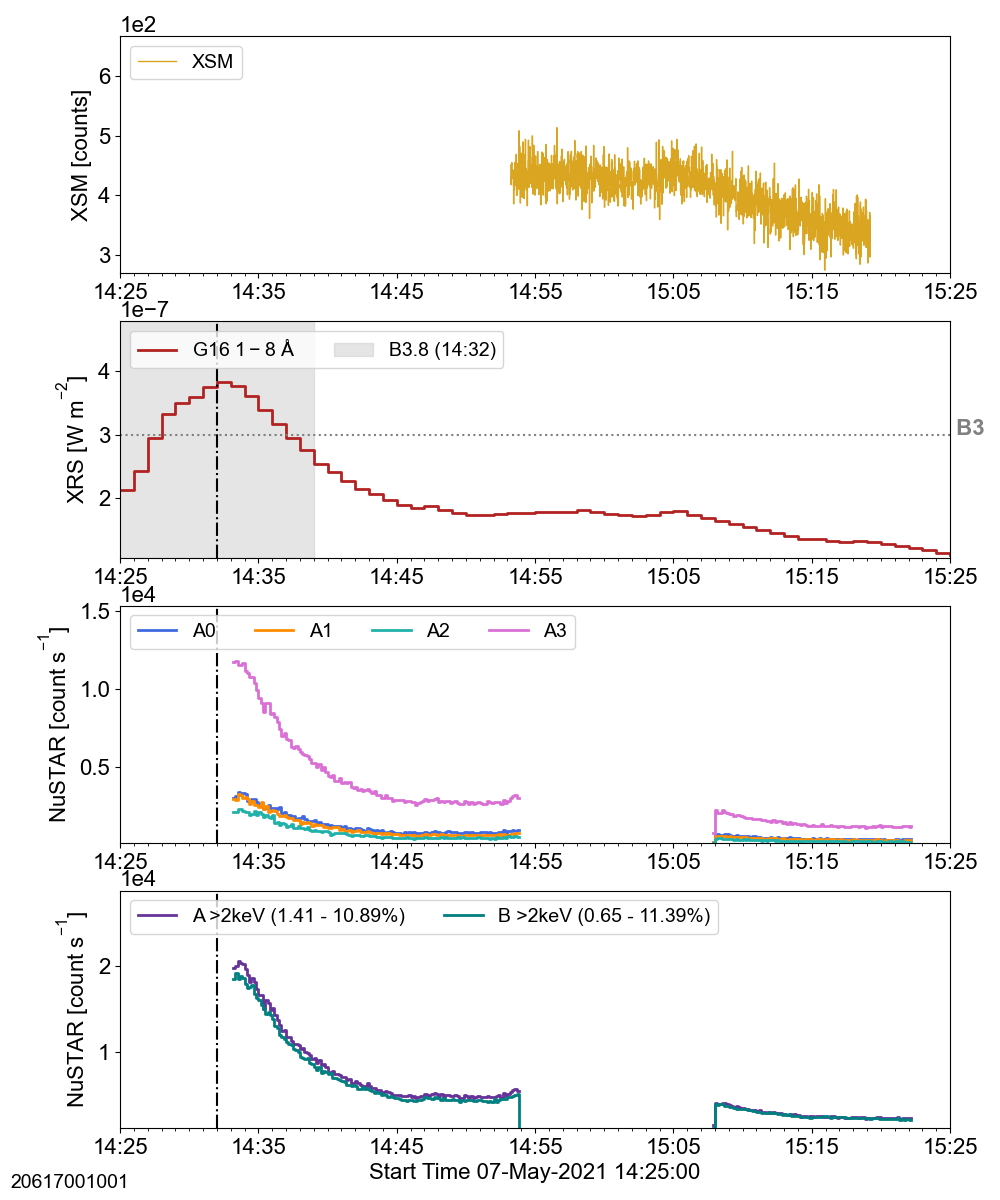 1e2
XSM
XSM [counts]
6
5
4
3
14:25 14:35 14:45 14:55 15:05 15:15 15:25
1e−7
G16 1 − 8 Å B3.8 (14:32)
XRS [W m−2]
4
3
2
B3
14:25 14:35 14:45 14:55 15:05 15:15 15:25
1e4
A0 A1 A2 A3
NuSTAR [count s−1]
1.5
1.0
0.5
14:25 14:35 14:45 14:55 15:05 15:15 15:25
1e4
A >2keV (1.41 - 10.89%) B >2keV (0.65 - 11.39%)
NuSTAR [count s−1]
2
1
14:25 14:35 14:45 14:55 15:05 15:15 15:25
Start Time 07-May-2021 14:25:00
20617001001